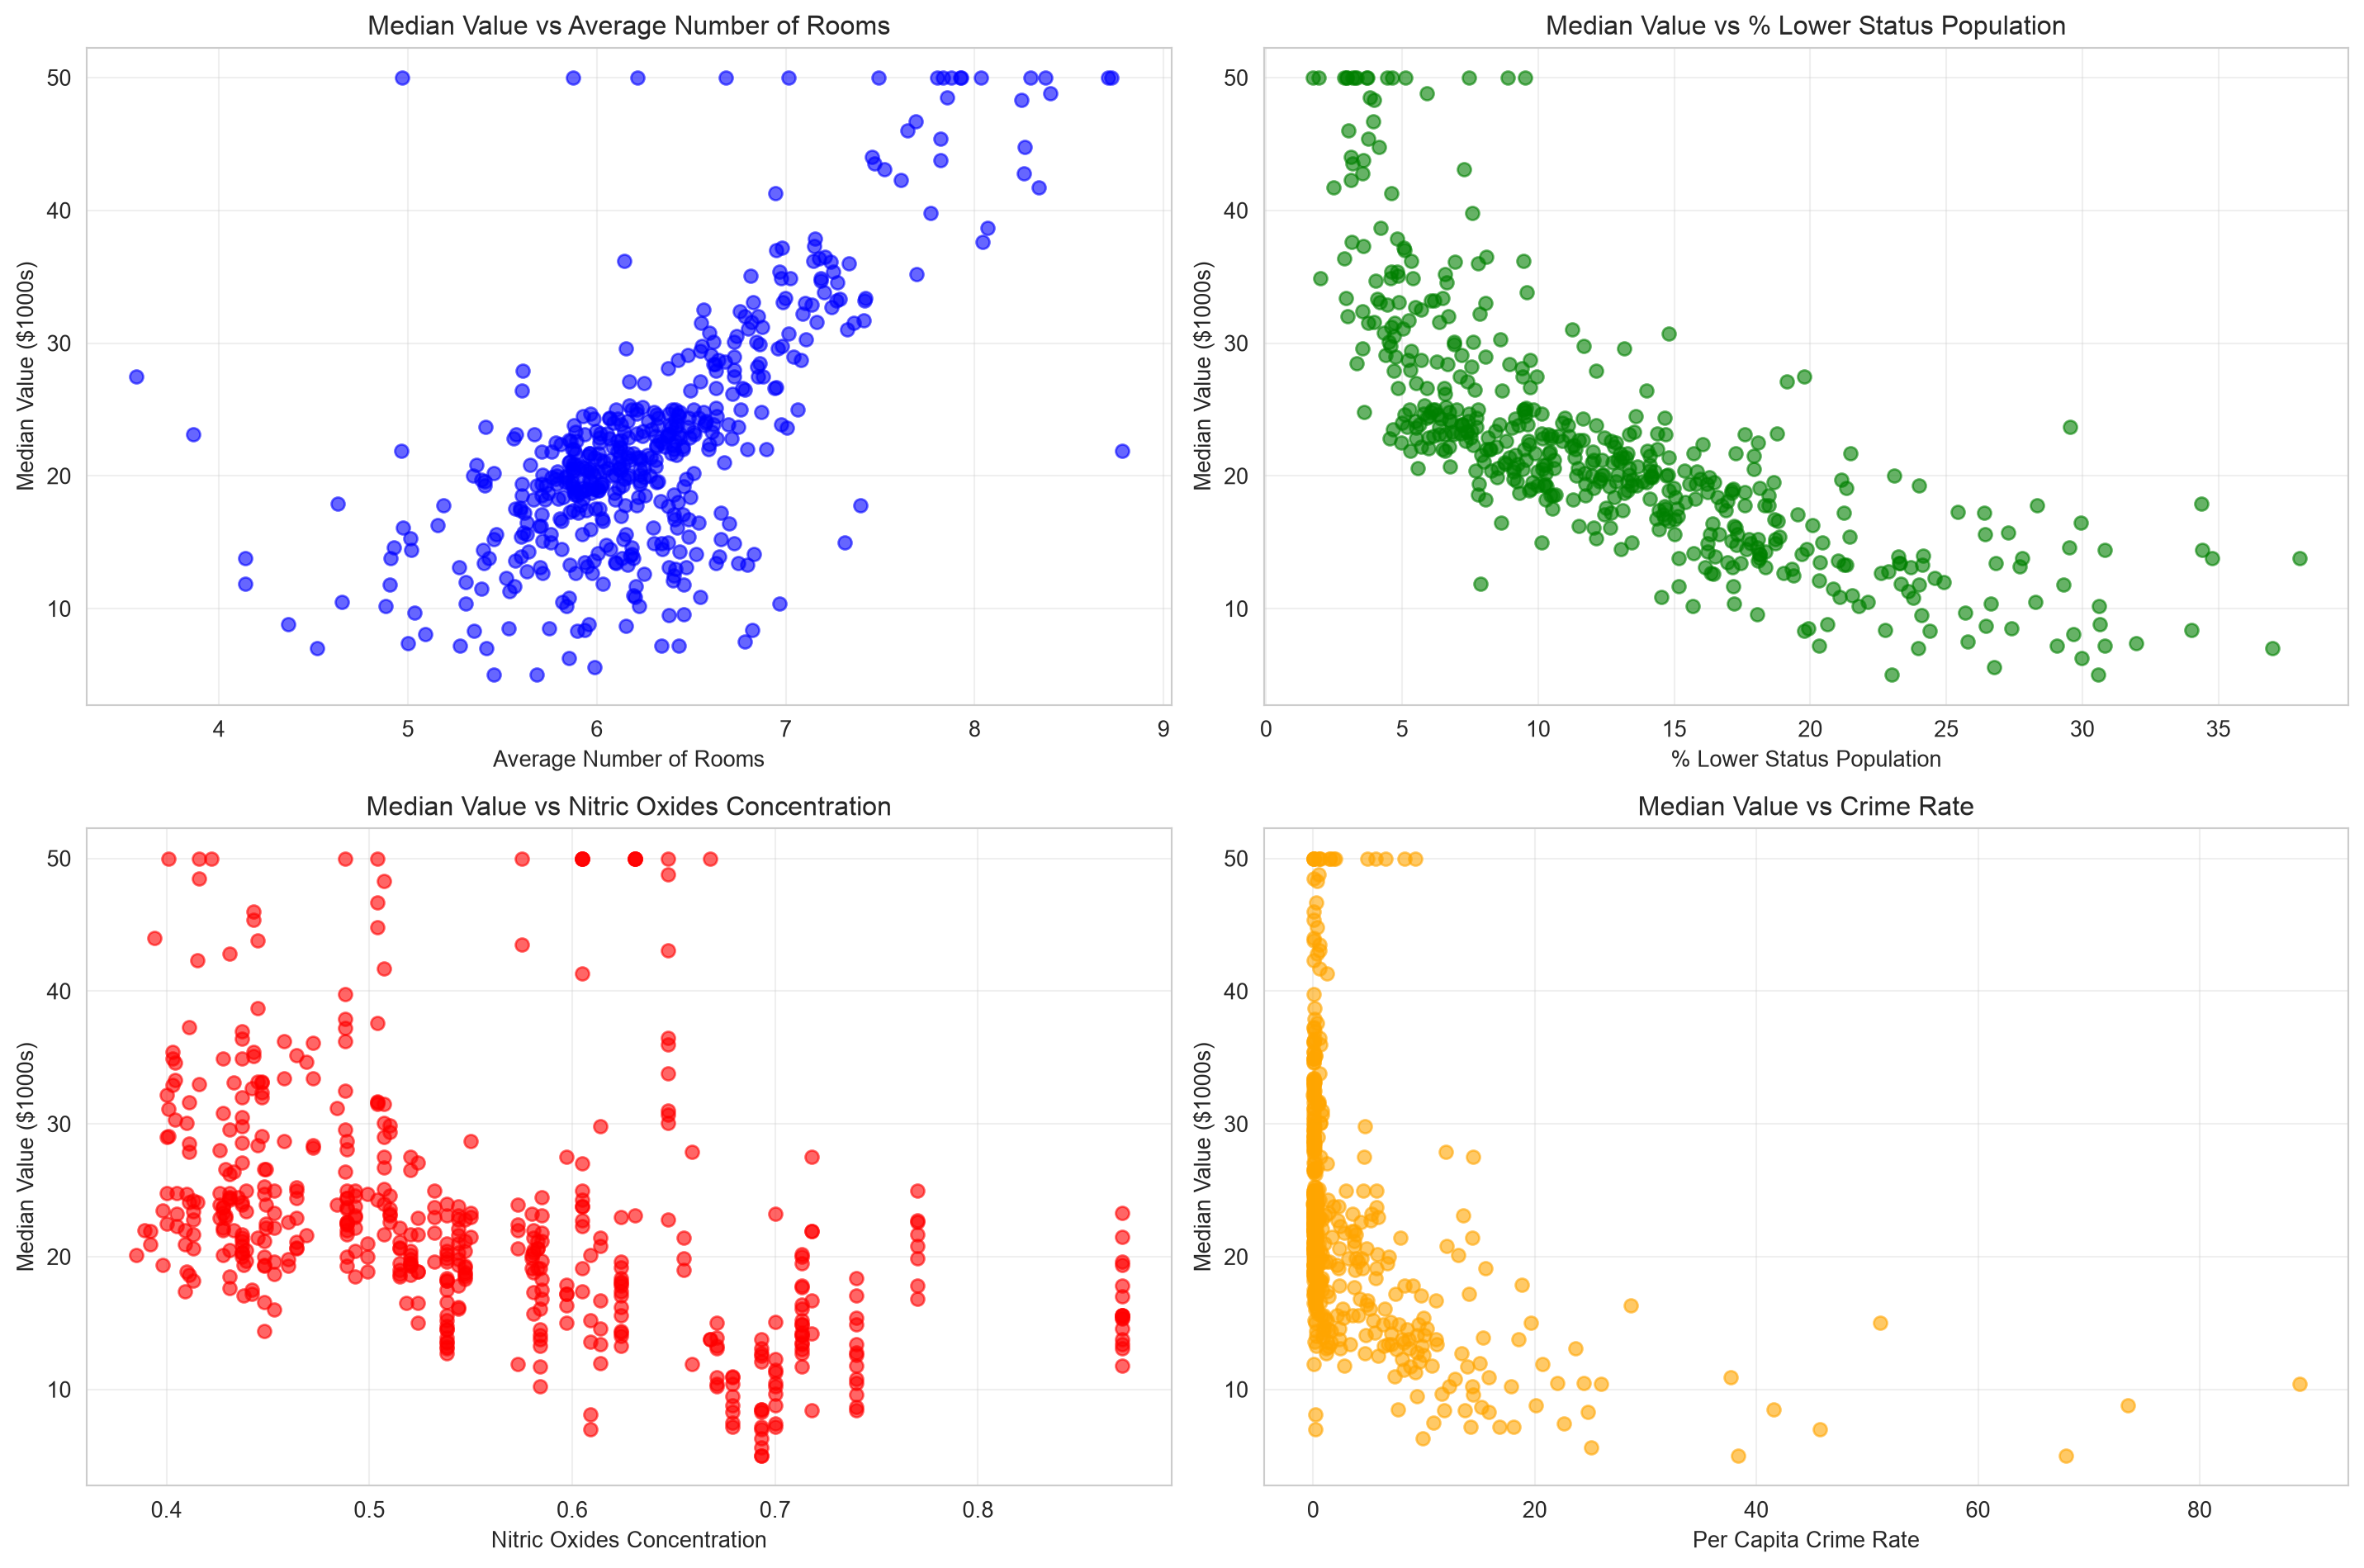 Median Value vs Average Number of Rooms
Median Value ($1000s)
50
40
30
20
10
4 5 6 7 8 9
Average Number of Rooms
Median Value vs % Lower Status Population
Median Value ($1000s)
50
40
30
20
10
0 5 10 15 20 25 30 35
% Lower Status Population
Median Value vs Nitric Oxides Concentration
Median Value ($1000s)
50
40
30
20
10
0.4 0.5 0.6 0.7 0.8
Nitric Oxides Concentration
Median Value vs Crime Rate
Median Value ($1000s)
50
40
30
20
10
0 20 40 60 80
Per Capita Crime Rate